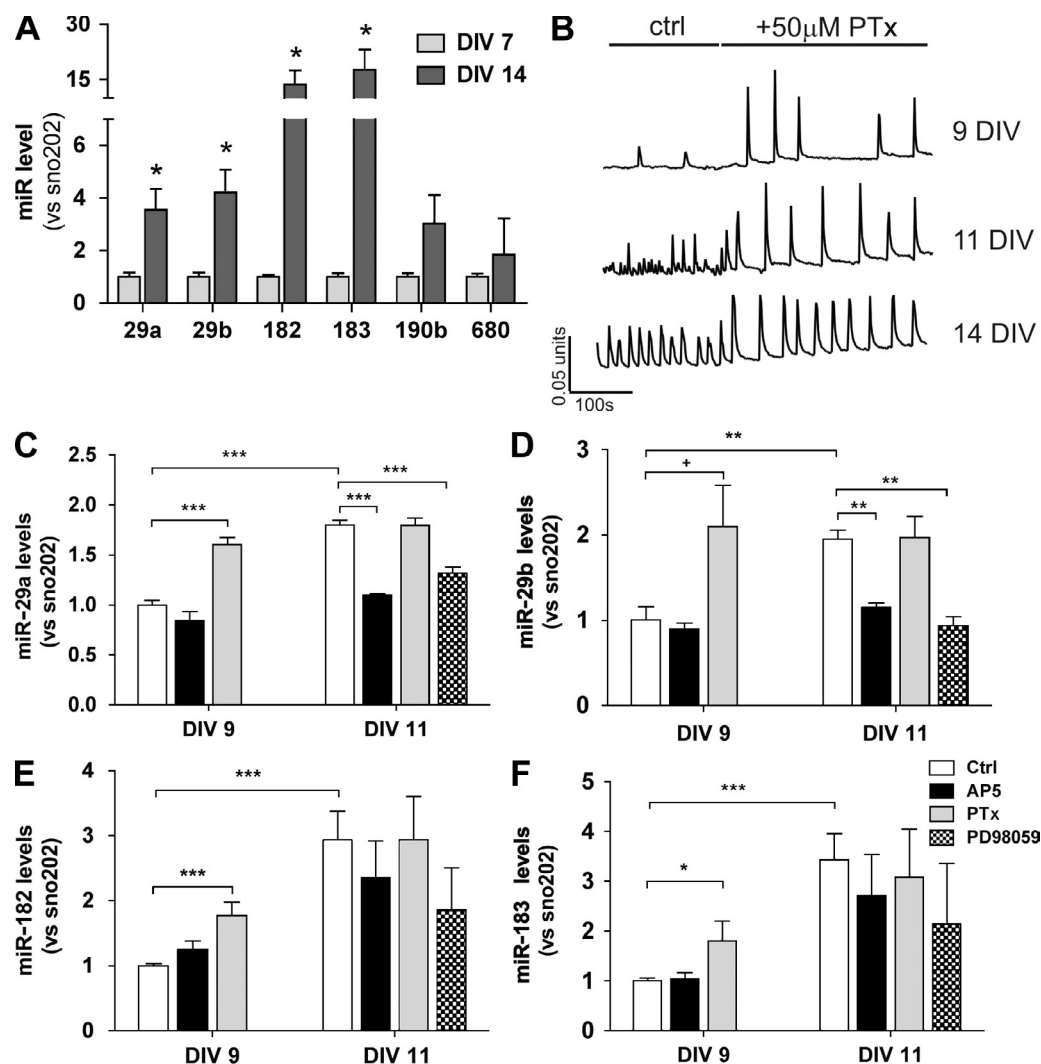 A
30
15
6
4
2
0
miR level
(vs sno202)
DIV 7
DIV 14
*
*
*
*
29a 29b 182 183 190b 680
B
ctrl +50μM PTx
9 DIV
11 DIV
14 DIV
0.05 units
100s
C
miR-29a levels
(vs sno202)
2.5
2.0
1.5
1.0
0.5
0.0
***
***
***
***
DIV 9 DIV 11
D
miR-29b levels
(vs sno202)
3
2
1
0
**
+
**
**
DIV 9 DIV 11
E
miR-182 levels
(vs sno202)
4
3
2
1
0
***
***
DIV 9 DIV 11
F
miR-183 levels
(vs sno202)
5
4
3
2
1
0
***
*
Ctrl
AP5
PTx
PD98059
DIV 9 DIV 11